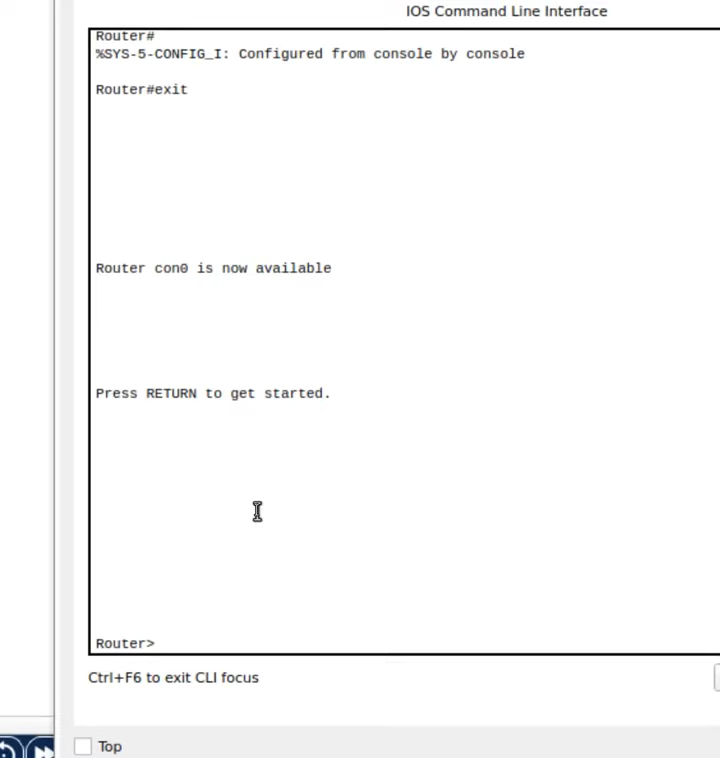 IOS Command Line Interface
Router#
%SYS-5-CONFIG_I: Configured from console by console
Router#exit
Router con0 is now available
Press RETURN to get started.
Router>
Ctrl+F6 to exit CLI focus
Top